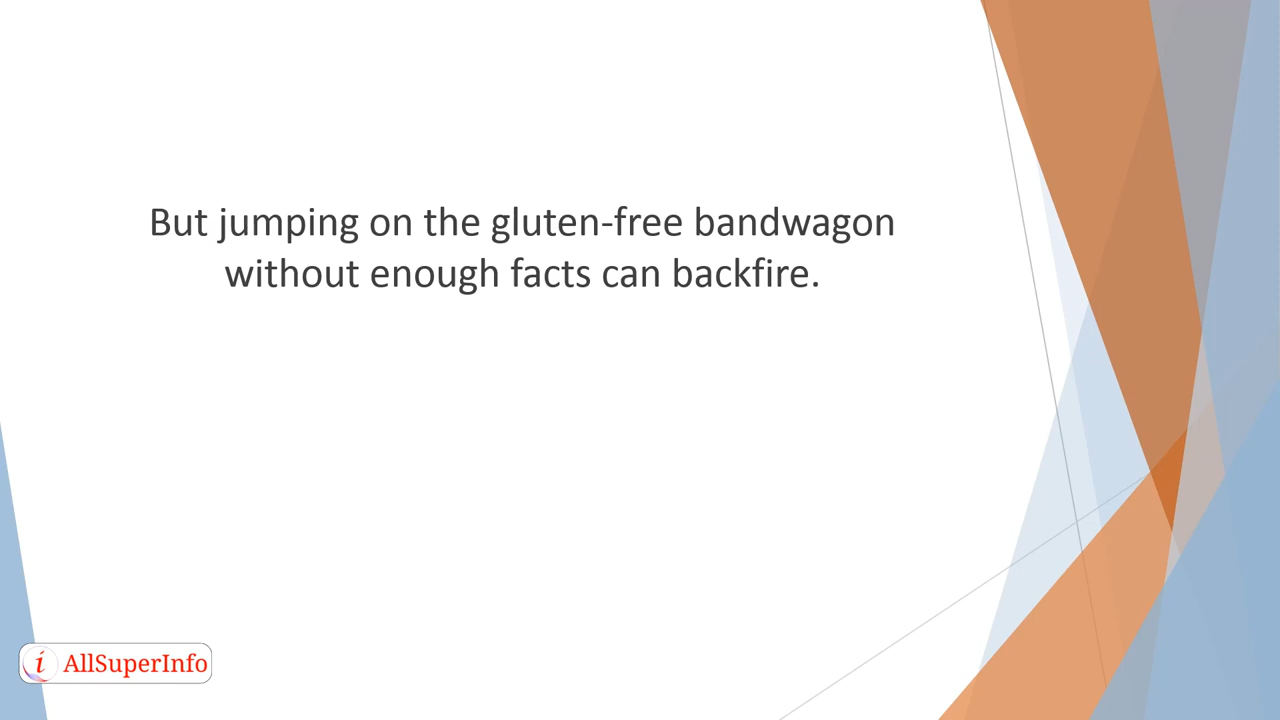 But jumping on the gluten-free bandwagon
without enough facts can backfire.
i AllSuperInfo